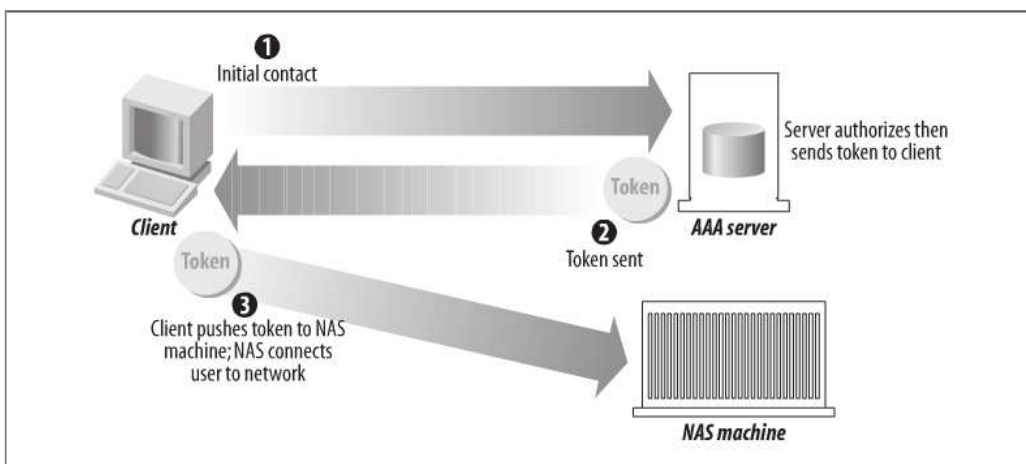 1
Initial contact
Server authorizes then
sends token to client
Token
Client
2
Token sent
AAA server
Token
3
Client pushes token to NAS
machine; NAS connects
user to network
NAS machine